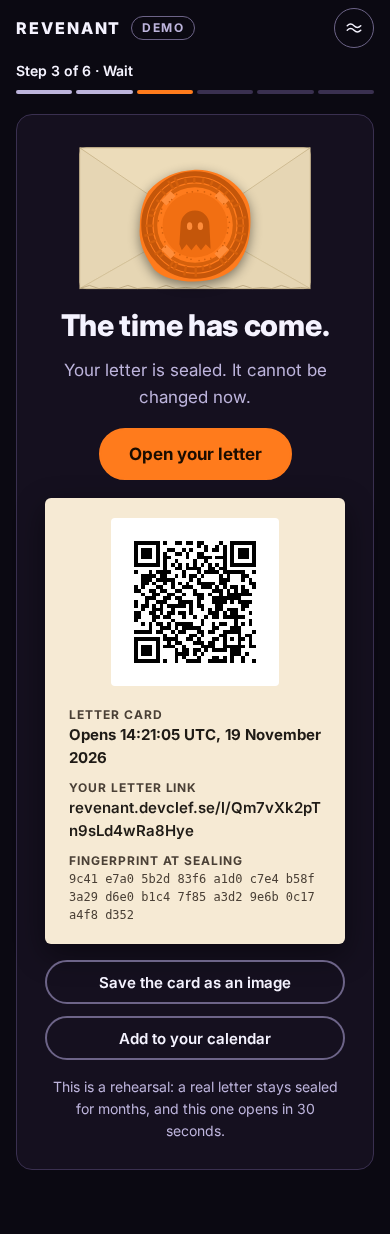 REVENANT DEMO
Step 3 of 6 · Wait
The time has come.
Your letter is sealed. It cannot be
changed now.
Open your letter
LETTER CARD
Opens 14:21:05 UTC, 19 November
2026
YOUR LETTER LINK
revenant.devclef.se/l/Qm7vXk2pT
n9sLd4wRa8Hye
FINGERPRINT AT SEALING
9c41 e7a0 5b2d 83f6 a1d0 c7e4 b58f
3a29 d6e0 b1c4 7f85 a3d2 9e6b 0c17
a4f8 d352
Save the card as an image
Add to your calendar
This is a rehearsal: a real letter stays sealed
for months, and this one opens in 30
seconds.